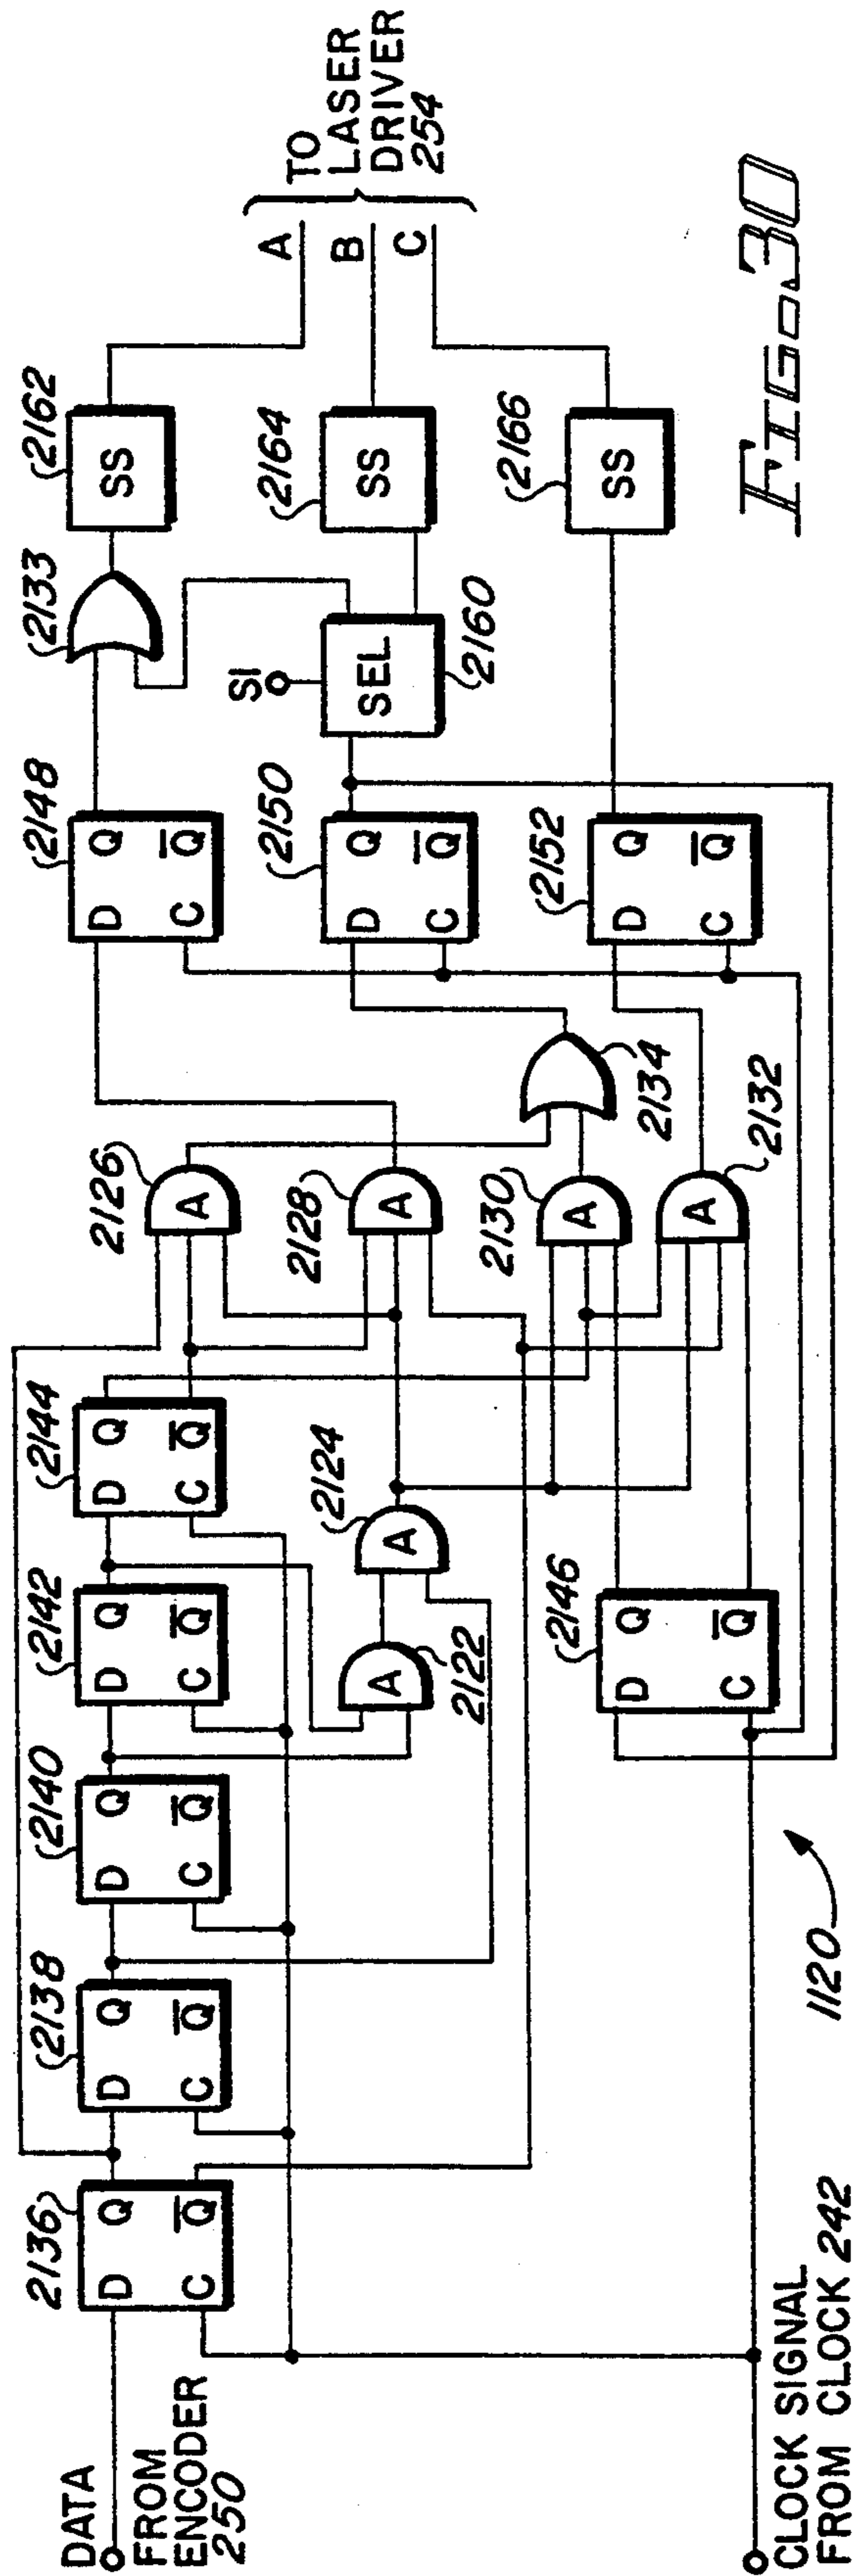 DATA
FROM
ENCODER
250
2136
D Q
C Q
2138
D Q
C Q
2140
D Q
C Q
2142
D Q
C Q
2144
D Q
C Q
2122
A
2124
A
2146
D Q
C Q
2126
A
2128
A
2130
A
2132
A
2134
2148
D Q
C Q
2150
D Q
C Q
2152
D Q
C Q
2133
SI
SEL
2160
2162
SS
2164
SS
2166
SS
A
B
C
TO
LASER
DRIVER
254
CLOCK SIGNAL
FROM CLOCK 242
1120
FIG. 30